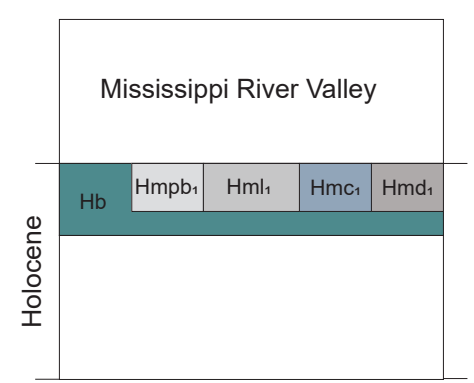 Mississippi River Valley
Hb
Hmpb₁
Hml₁
Hmc₁
Hmd₁
Holocene